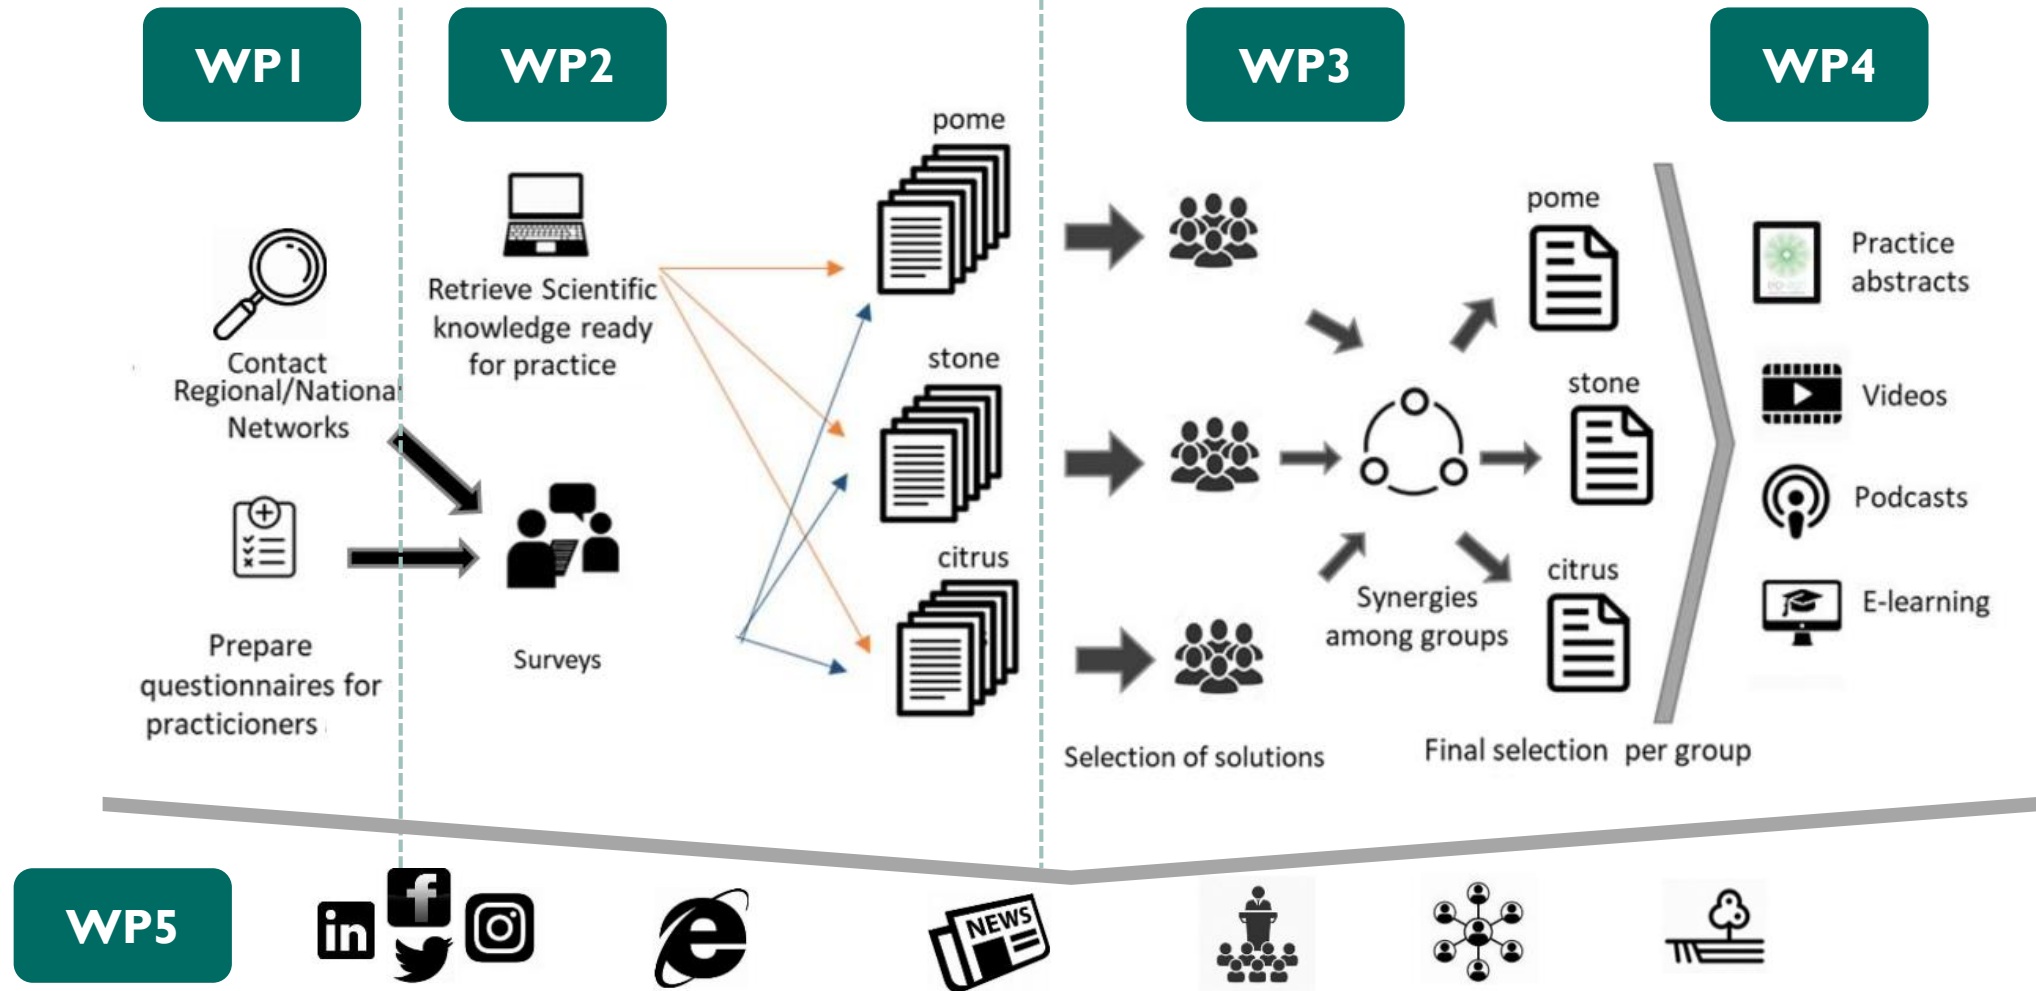 WP1
WP2
WP3
WP4
Contact
Regional/National
Networks
Prepare
questionnaires for
practicioners
Retrieve Scientific
knowledge ready
for practice
Surveys
pome
stone
citrus
Selection of solutions
Synergies
among groups
pome
stone
citrus
Final selection per group
Practice
abstracts
Videos
Podcasts
E-learning
WP5
in
f
NEWS